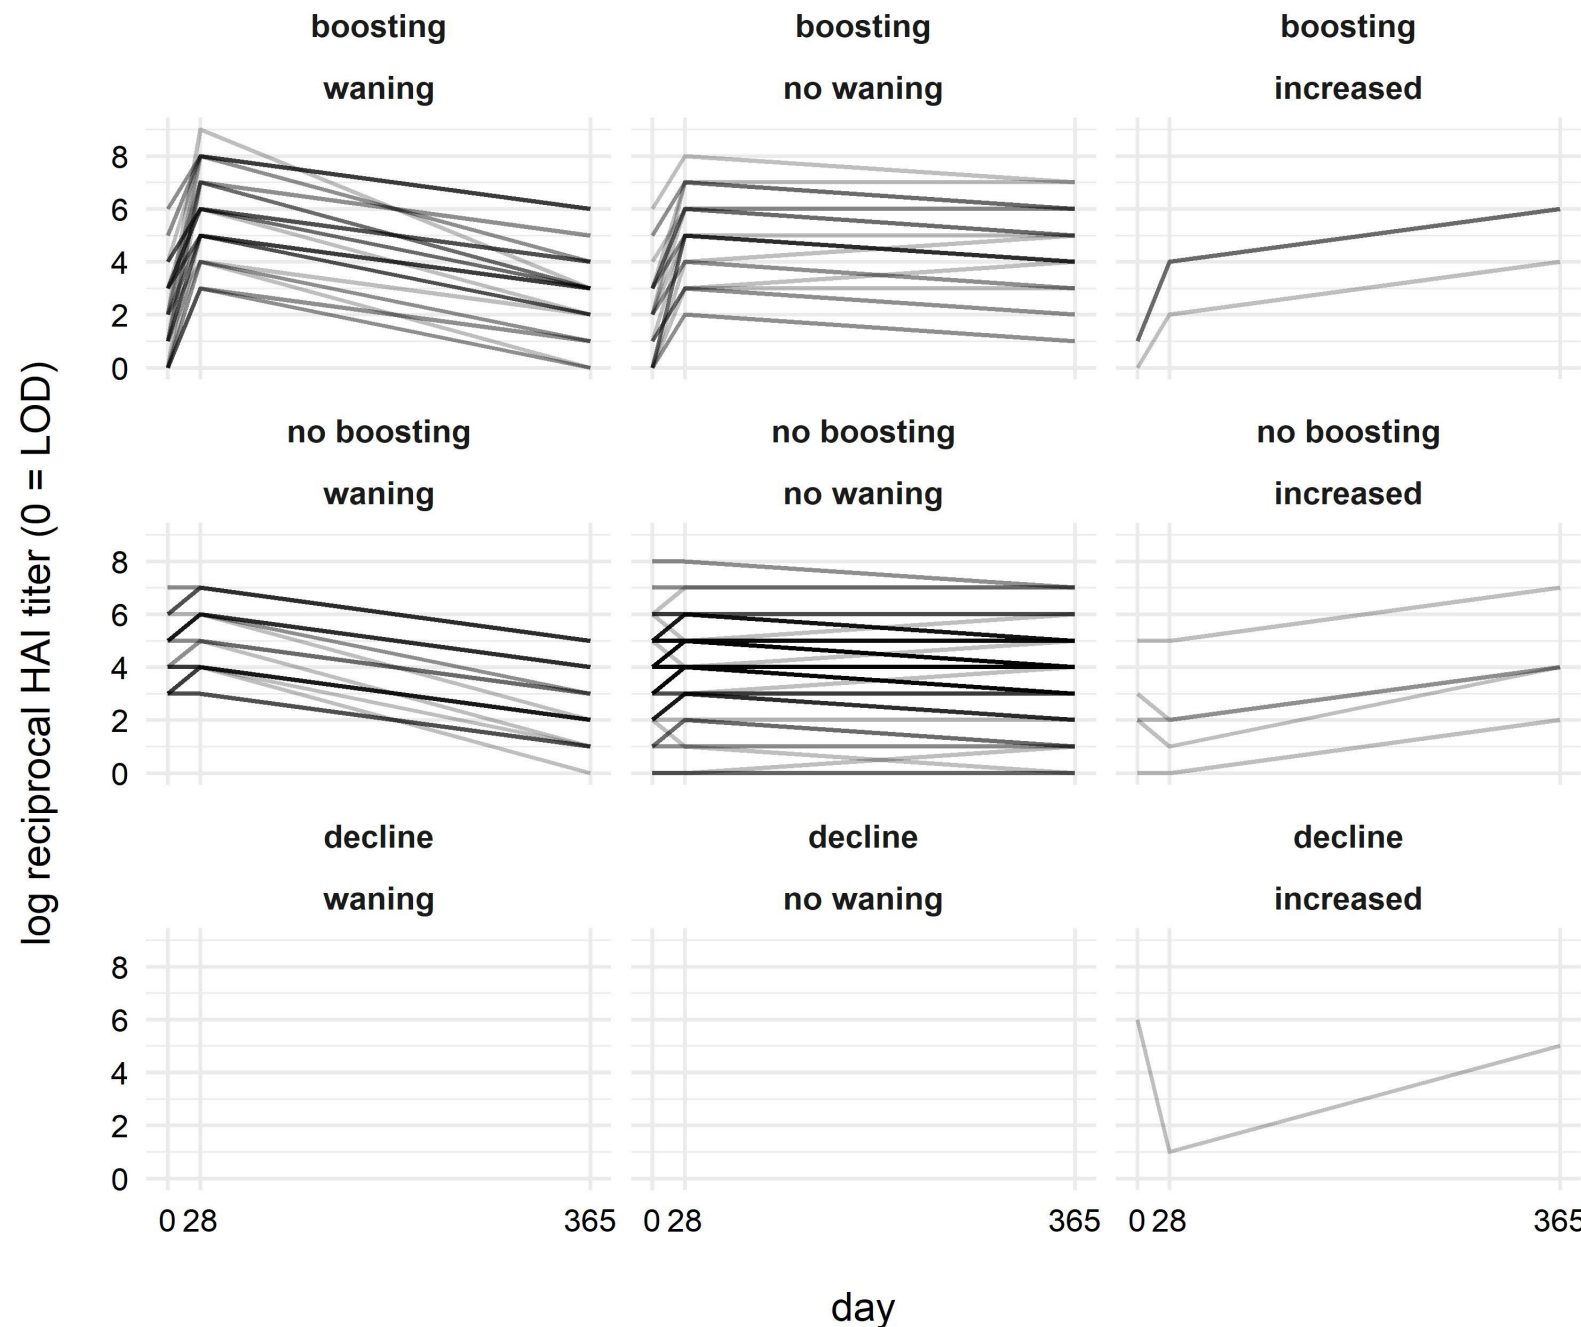 boosting boosting boosting
waning no waning increased
8
6
4
2
0
no boosting no boosting no boosting
waning no waning increased
8
6
4
2
0
decline decline decline
waning no waning increased
8
6
4
2
0
0 28 365 0 28 365 0 28 365
day
log reciprocal HAI titer (0 = LOD)